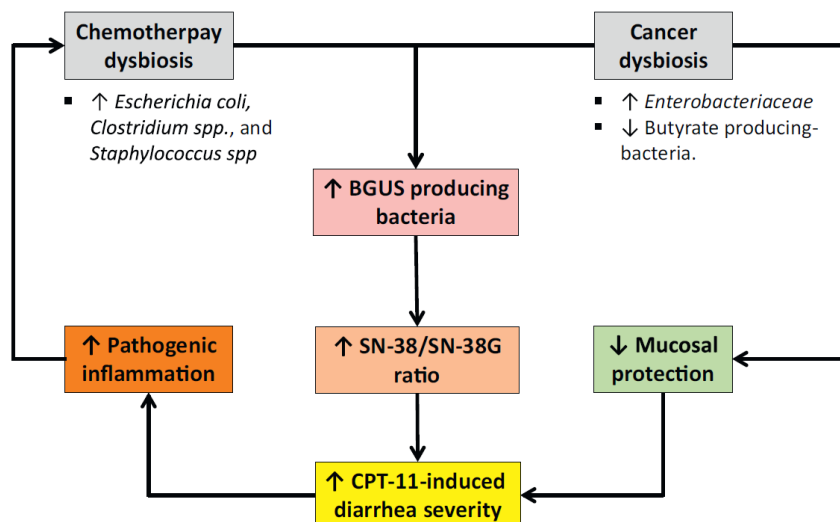 Chemotherpay
dysbiosis
Cancer
dysbiosis
▪ ↑ Escherichia coli,
Clostridium spp., and
Staphylococcus spp
▪ ↑ Enterobacteriaceae
▪ ↓ Butyrate producing-
bacteria.
↑ BGUS producing
bacteria
↑ Pathogenic
inflammation
↑ SN-38/SN-38G
ratio
↓ Mucosal
protection
↑ CPT-11-induced
diarrhea severity